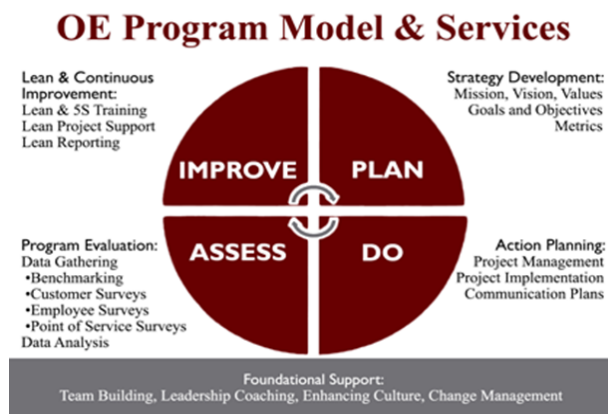 OE Program Model & Services
Lean & Continuous
Improvement:
Lean & 5S Training
Lean Project Support
Lean Reporting
Strategy Development:
Mission, Vision, Values
Goals and Objectives
Metrics
IMPROVE
PLAN
ASSESS
DO
Program Evaluation:
Data Gathering
•Benchmarking
•Customer Surveys
•Employee Surveys
•Point of Service Surveys
Data Analysis
Action Planning:
Project Management
Project Implementation
Communication Plans
Foundational Support:
Team Building, Leadership Coaching, Enhancing Culture, Change Management